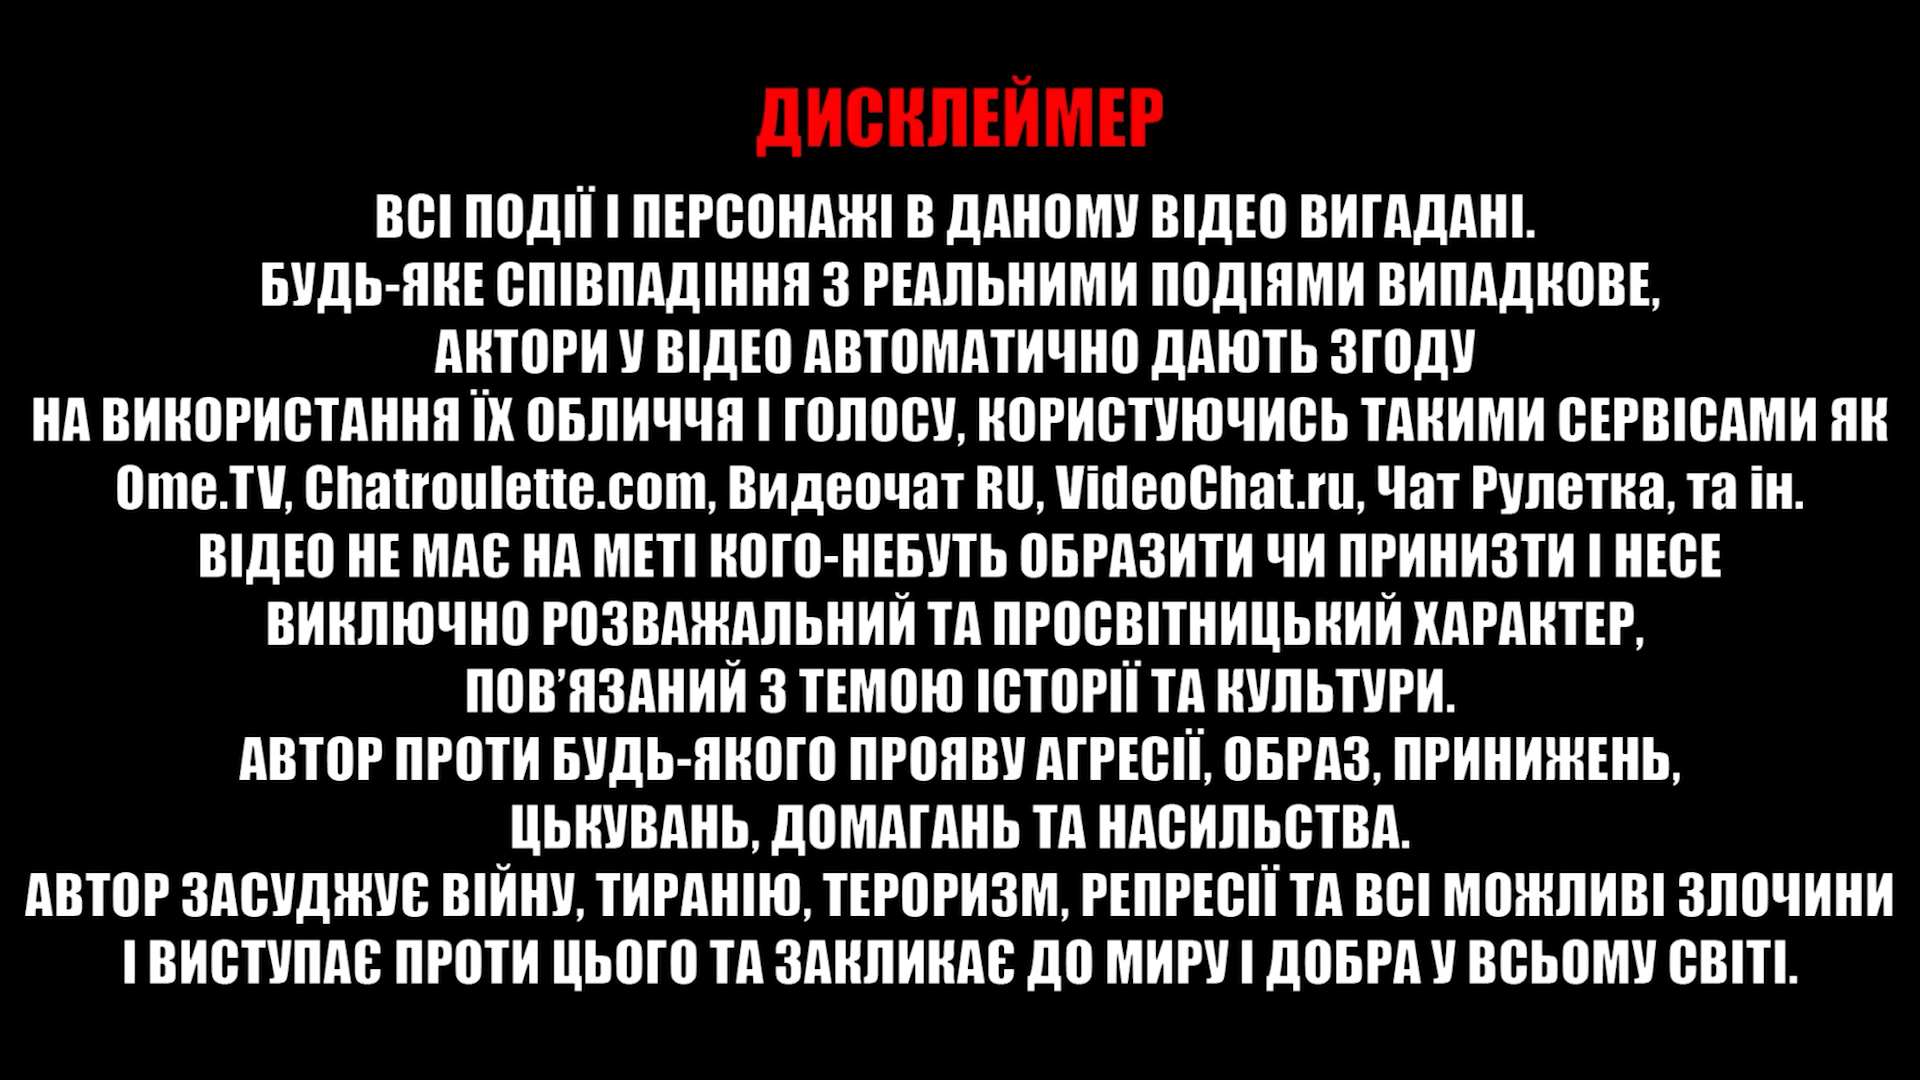 ДИСКЛЕЙМЕР
ВСІ ПОДІЇ І ПЕРСОНАЖІ В ДАНОМУ ВІДЕО ВИГАДАНІ.
БУДЬ-ЯКЕ СПІВПАДІННЯ З РЕАЛЬНИМИ ПОДІЯМИ ВИПАДКОВЕ,
АКТОРИ У ВІДЕО АВТОМАТИЧНО ДАЮТЬ ЗГОДУ
НА ВИКОРИСТАННЯ ЇХ ОБЛИЧЧЯ І ГОЛОСУ, КОРИСТУЮЧИСЬ ТАКИМИ СЕРВІСАМИ ЯК
Ome.TV, Chatroulette.com, Видеочат RU, VideoChat.ru, Чат Рулетка, та ін.
ВІДЕО НЕ МАЄ НА МЕТІ КОГО-НЕБУТЬ ОБРАЗИТИ ЧИ ПРИНИЗТИ І НЕСЕ
ВИКЛЮЧНО РОЗВАЖАЛЬНИЙ ТА ПРОСВІТНИЦЬКИЙ ХАРАКТЕР,
ПОВ’ЯЗАНИЙ З ТЕМОЮ ІСТОРІЇ ТА КУЛЬТУРИ.
АВТОР ПРОТИ БУДЬ-ЯКОГО ПРОЯВУ АГРЕСІЇ, ОБРАЗ, ПРИНИЖЕНЬ,
ЦЬКУВАНЬ, ДОМАГАНЬ ТА НАСИЛЬСТВА.
АВТОР ЗАСУДЖУЄ ВІЙНУ, ТИРАНІЮ, ТЕРОРИЗМ, РЕПРЕСІЇ ТА ВСІ МОЖЛИВІ ЗЛОЧИНИ
І ВИСТУПАЄ ПРОТИ ЦЬОГО ТА ЗАКЛИКАЄ ДО МИРУ І ДОБРА У ВСЬОМУ СВІТІ.